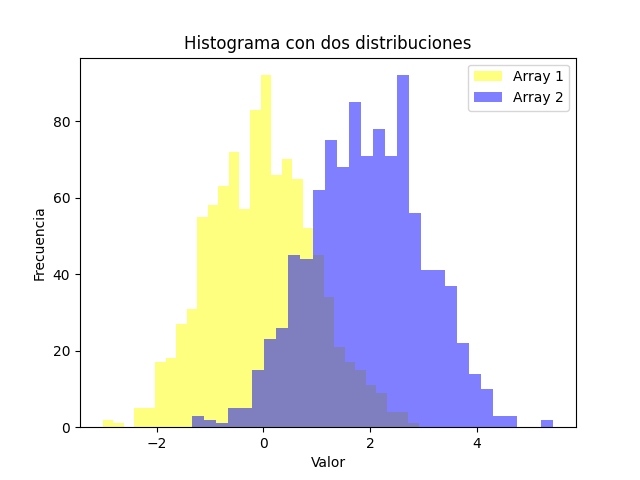 Histograma con dos distribuciones
Array 1
Array 2
Frecuencia
80
60
40
20
0
−2
0
2
4
Valor